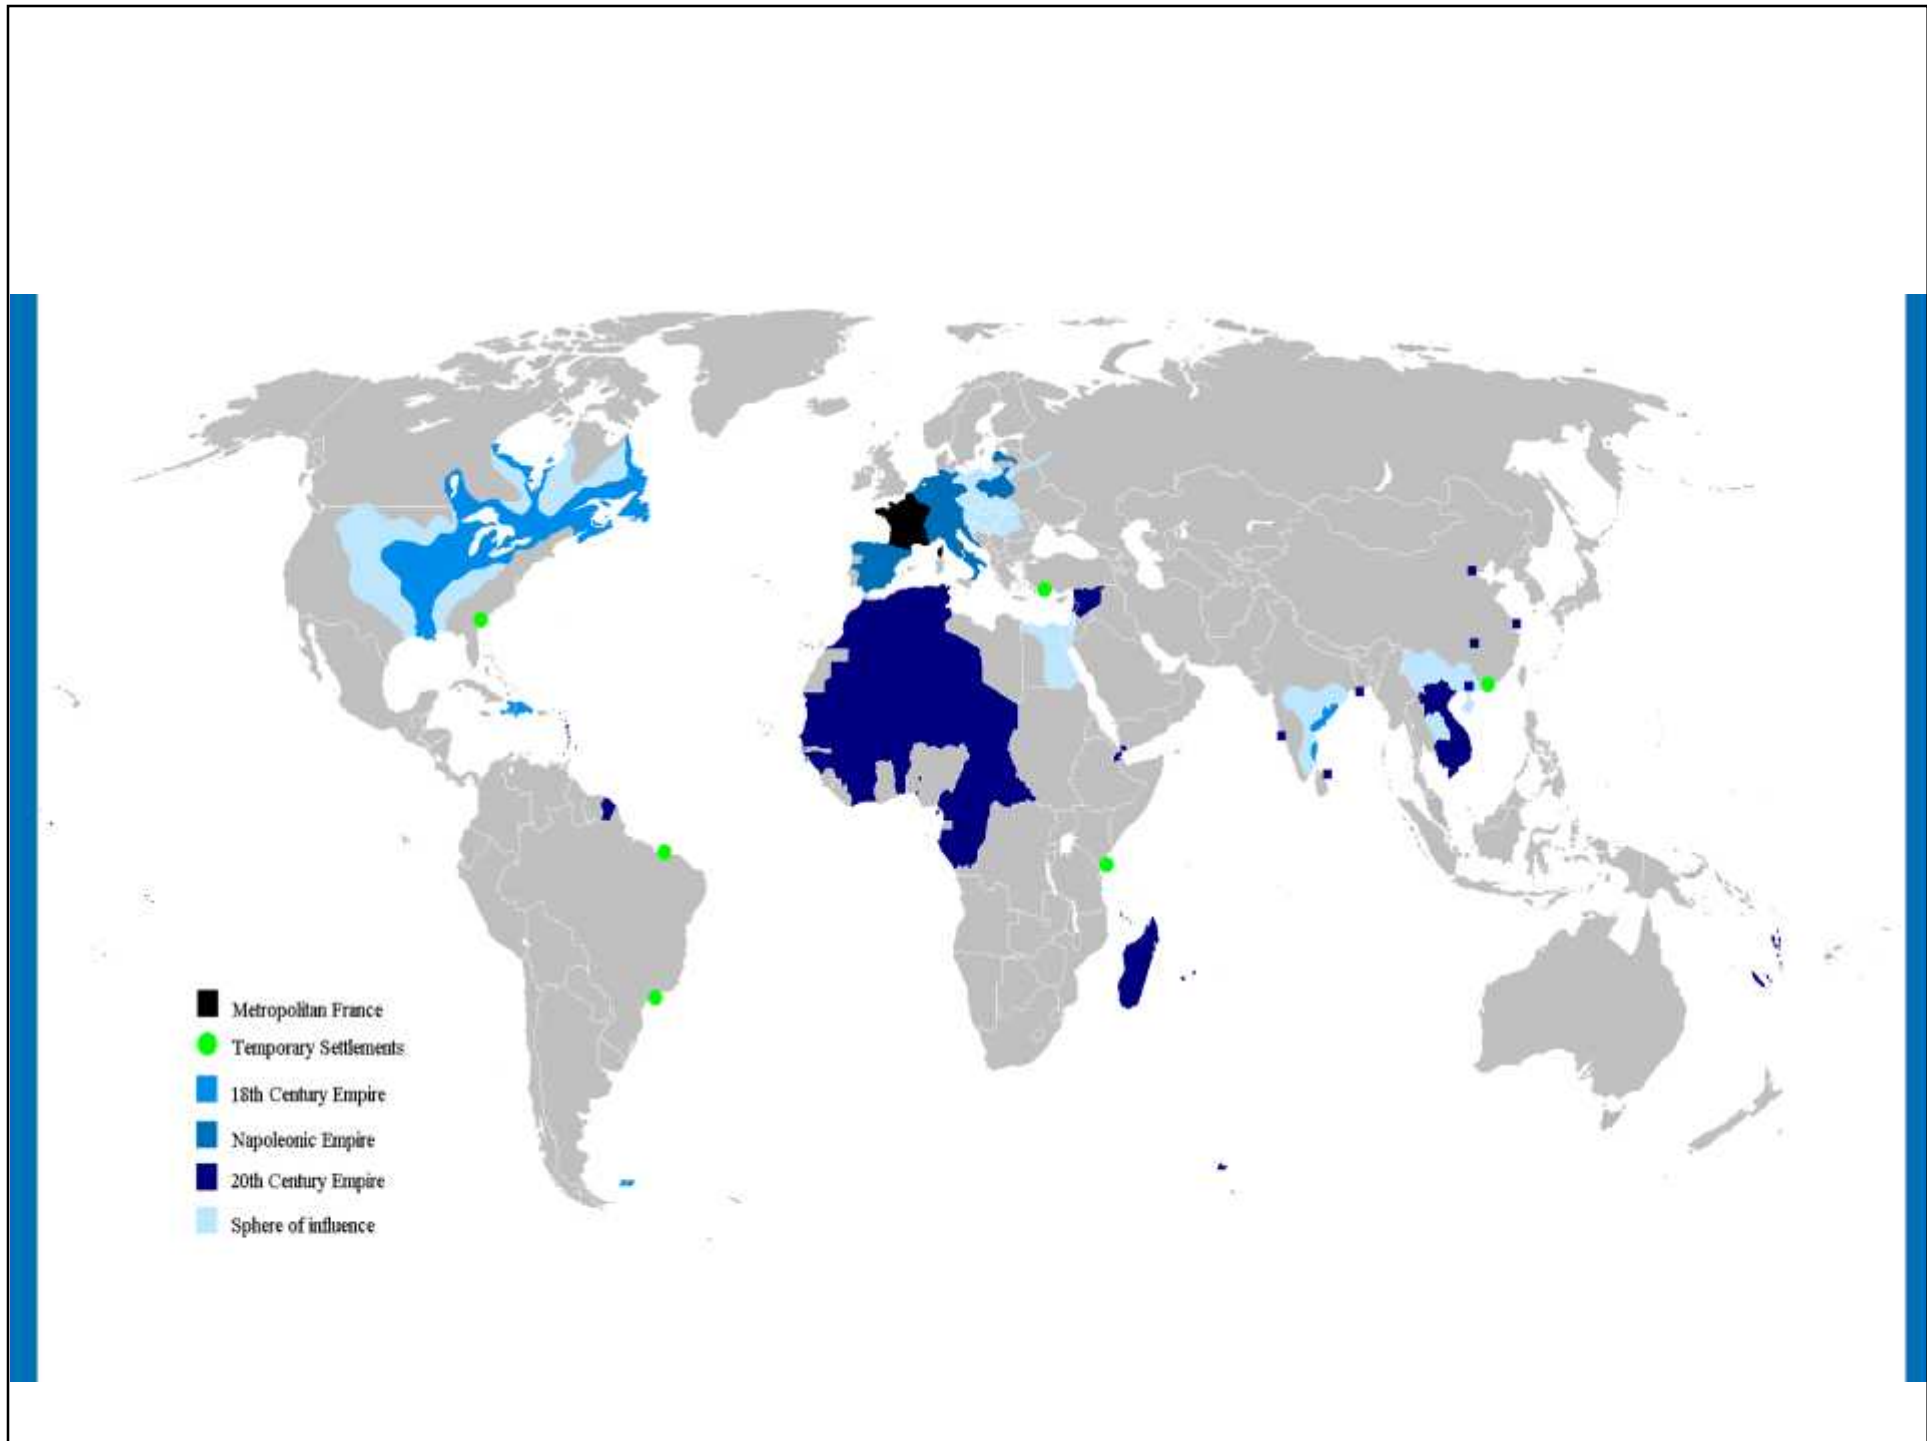 Metropolitan France
Temporary Settlements
18th Century Empire
Napoleonic Empire
20th Century Empire
Sphere of influence